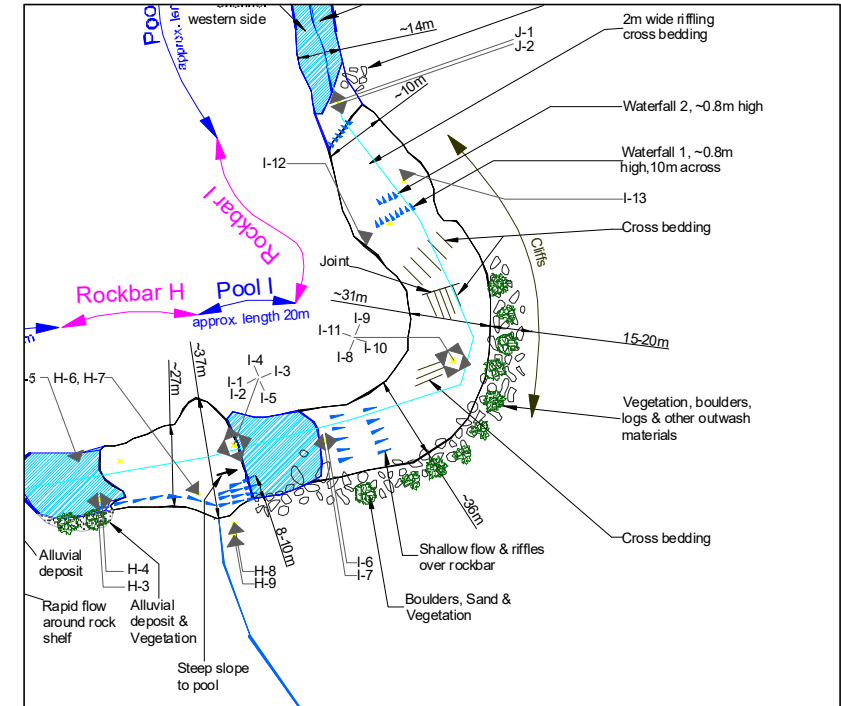 western side
Pool
approx.
~14m
J-1
J-2
2m wide riffling
cross bedding
~10m
Waterfall 2, ~0.8m high
Waterfall 1, ~0.8m
high,10m across
I-12
I-13
Rockbar I
Cliffs
Cross bedding
Joint
Rockbar H
Pool I
approx. length 20m
~31m
I-9
I-11
I-10
I-8
15-20m
~37m
I-4
I-3
I-1
I-2
I-5
~27m
H-6, H-7
Vegetation, boulders,
logs & other outwash
materials
~36m
8-10m
Cross bedding
Alluvial
deposit
H-4
H-3
H-8
H-9
I-6
I-7
Shallow flow & riffles
over rockbar
Rapid flow
around rock
shelf
Alluvial
deposit &
Vegetation
Boulders, Sand &
Vegetation
Steep slope
to pool